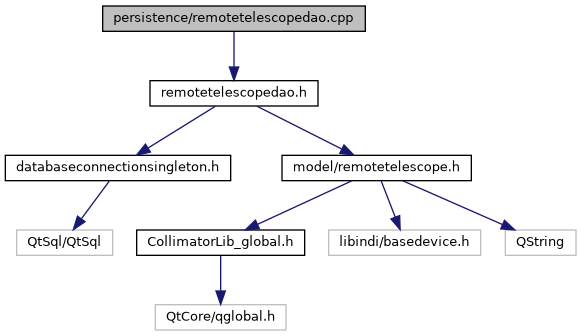 persistence/remotetelescopedao.cpp
remotetelescopedao.h
databaseconnectionsingleton.h
model/remotetelescope.h
QtSql/QtSql
CollimatorLib_global.h
libindi/basedevice.h
QString
QtCore/qglobal.h